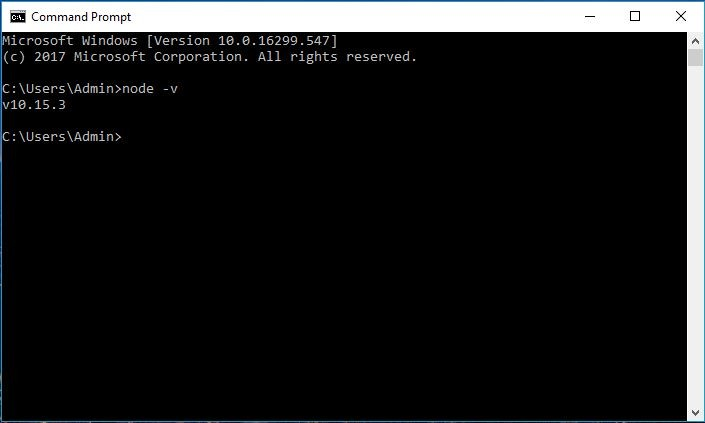 Command Prompt
Microsoft Windows [Version 10.0.16299.547]
(c) 2017 Microsoft Corporation. All rights reserved.
C:\Users\Admin>node -v
v10.15.3
C:\Users\Admin>